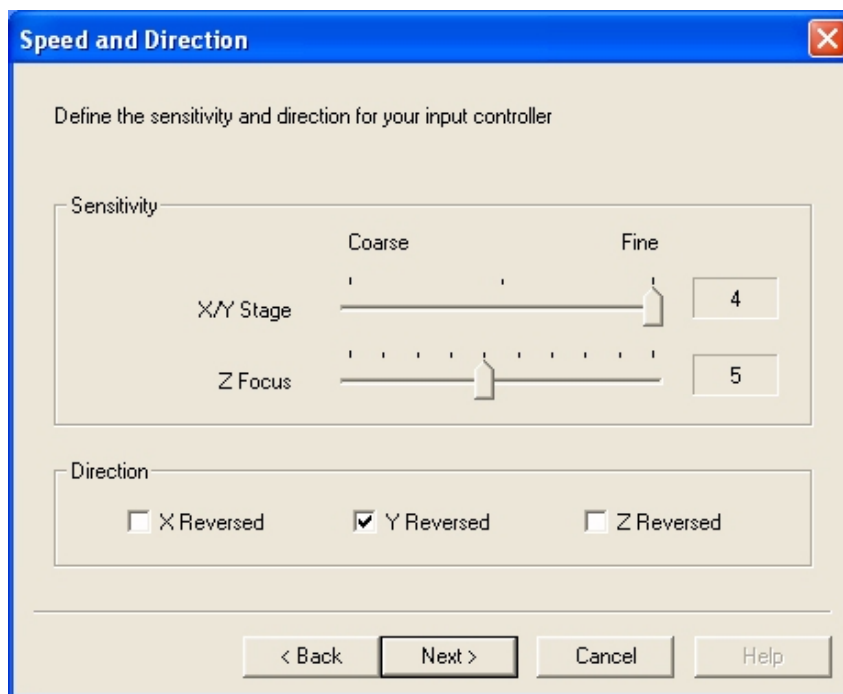 Speed and Direction
Define the sensitivity and direction for your input controller
Sensitivity
Coarse Fine
X/Y Stage 4
Z Focus 5
Direction
X Reversed Y Reversed Z Reversed
< Back Next > Cancel Help